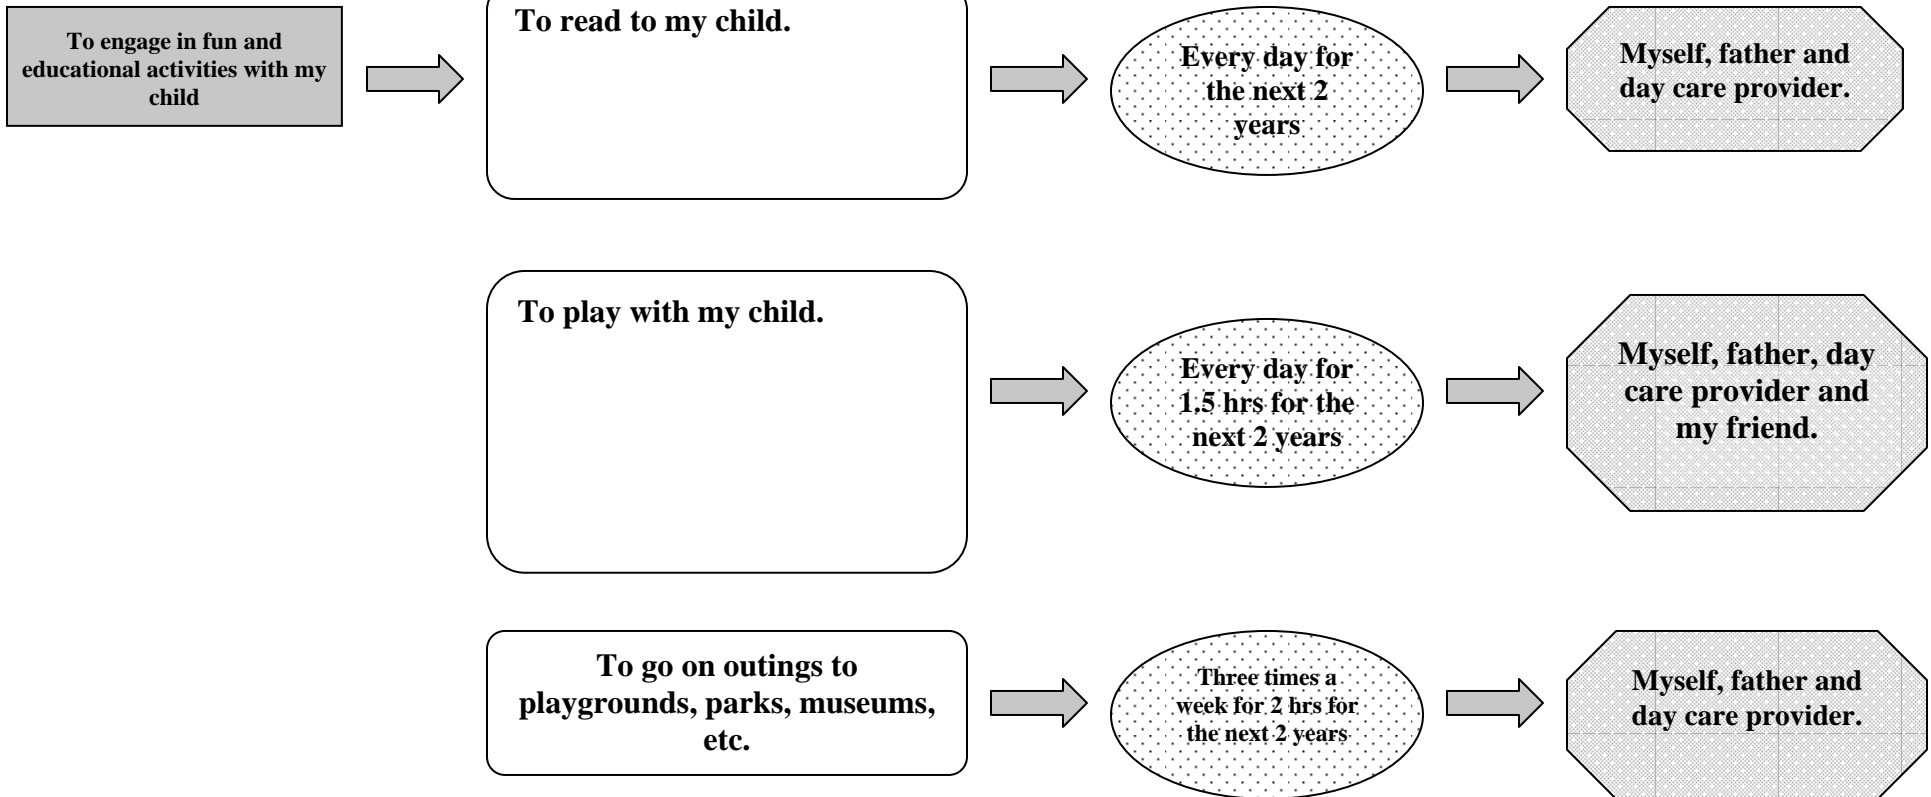 To engage in fun and
educational activities with my
child
To read to my child.
Every day for
the next 2
years
Myself, father and
day care provider.
To play with my child.
Every day for
1.5 hrs for the
next 2 years
Myself, father, day
care provider and
my friend.
To go on outings to
playgrounds, parks, museums,
etc.
Three times a
week for 2 hrs for
the next 2 years
Myself, father and
day care provider.